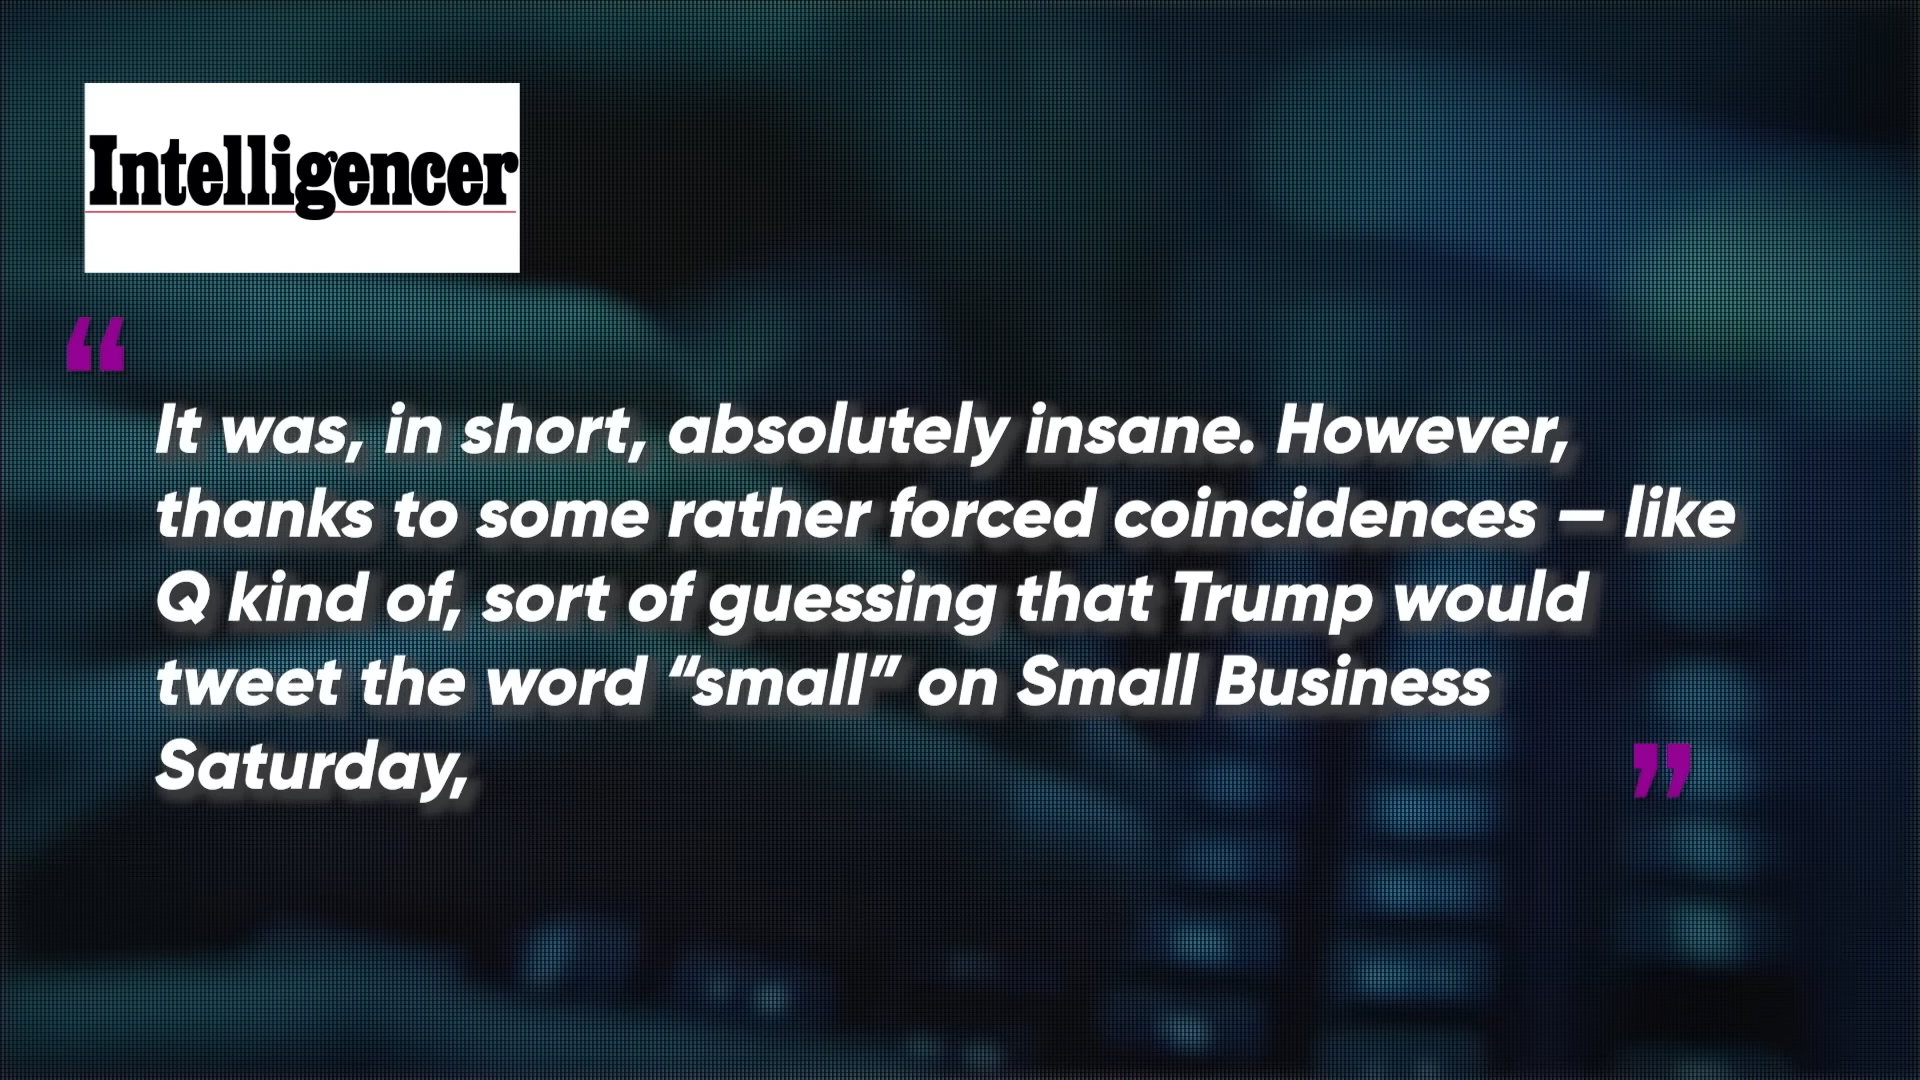 Intelligencer
“
It was, in short, absolutely insane. However,
thanks to some rather forced coincidences — like
Q kind of, sort of guessing that Trump would
tweet the word “small” on Small Business
Saturday,
”